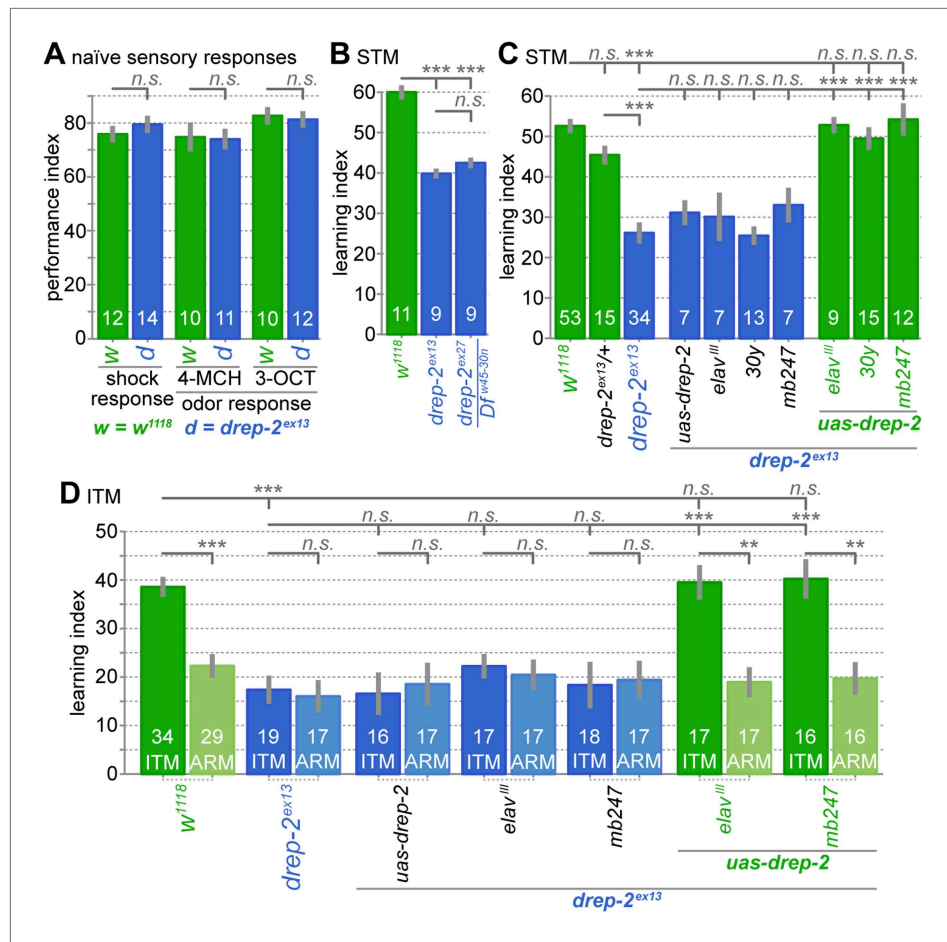 A naïve sensory responses
n.s. n.s. n.s.
performance index
80
60
40
20
0
12 14 10 11 10 12
w d w d w d
shock response 4-MCH 3-OCT
odor response
w = w1118 d = drep-2ex13
B STM
*** ***
n.s.
learning index
60
50
40
30
20
10
0
11 9 9
w1118 drep-2ex13 drep-2ex27 Dfw45-30n
C STM
n.s. *** n.s. n.s. n.s.
n.s. n.s. n.s. n.s. *** *** ***
***
learning index
60
50
40
30
20
10
0
53 15 34 7 7 13 7 9 15 12
w1118 drep-2ex13/+ drep-2ex13 uas-drep-2 elavIII 30y mb247 elavIII 30y mb247
uas-drep-2
drep-2ex13
D ITM
*** n.s. n.s.
n.s. n.s. n.s. *** ***
*** n.s. n.s. n.s. n.s. ** **
learning index
50
40
30
20
10
0
34 29 19 17 16 17 17 17 18 17 17 17 16 16
ITM ARM ITM ARM ITM ARM ITM ARM ITM ARM ITM ARM ITM ARM
w1118 drep-2ex13 uas-drep-2 elavIII mb247 elavIII mb247
uas-drep-2
drep-2ex13